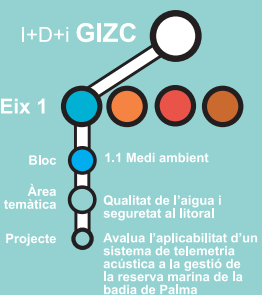 I+D+i GIZC
Eix 1
Bloc
1.1 Medi ambient
Àrea
temàtica
Qualitat de l'aigua i
seguretat al litoral
Projecte
Avalua l'aplicabilitat d'un
sistema de telemetria
acústica a la gestió de
la reserva marina de la
badia de Palma